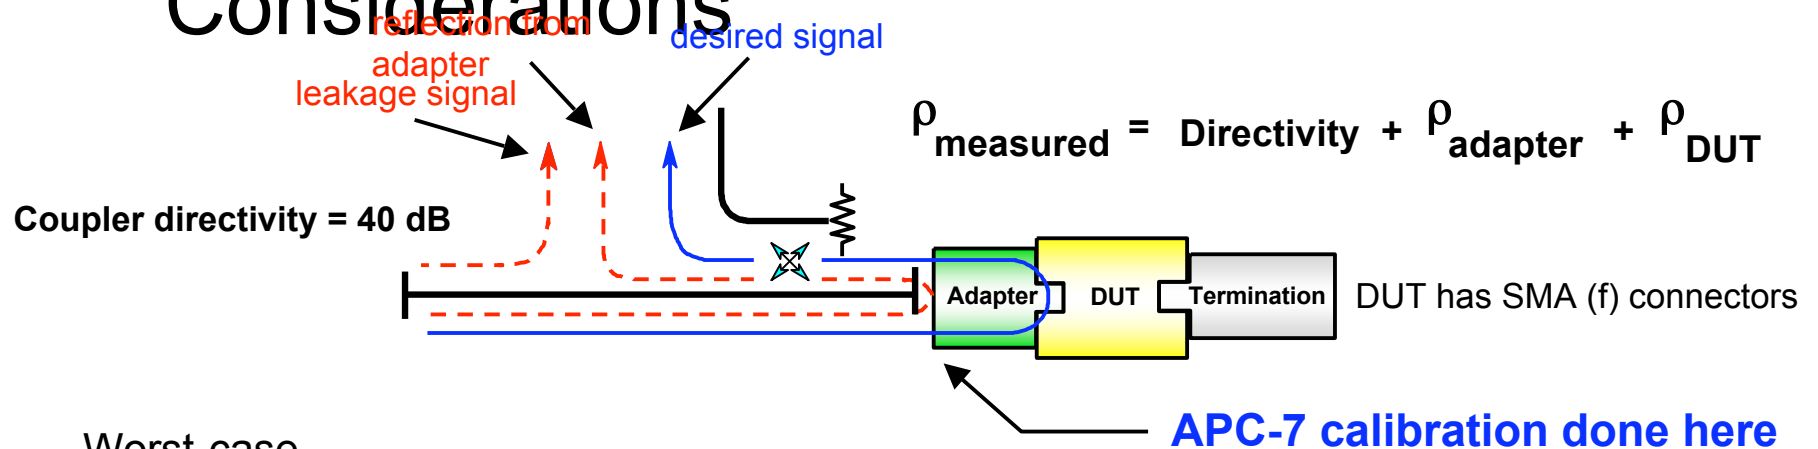 Considerations
reflection from
adapter
leakage signal
desired signal
ρmeasured = Directivity + ρadapter + ρDUT
Coupler directivity = 40 dB
Adapter
DUT
Termination
DUT has SMA (f) connectors
APC-7 calibration done here
Worst-case